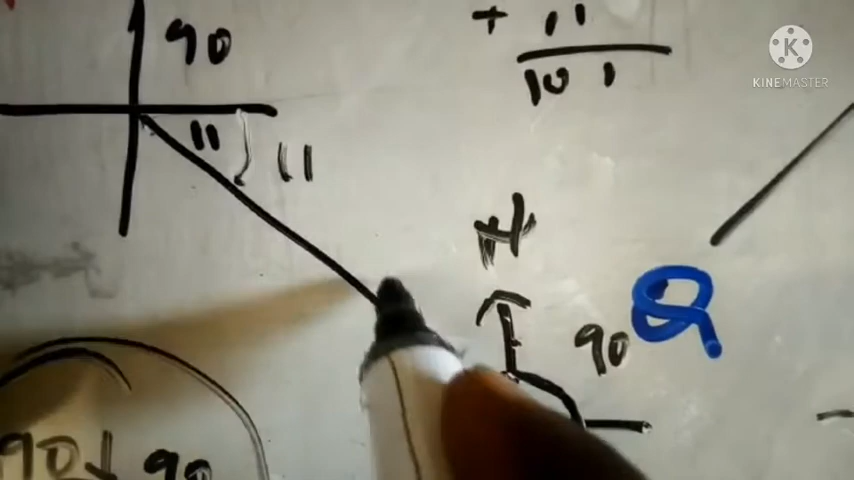 90
+ 11
101
K
KINEMASTER
11
11
90
90 + 90